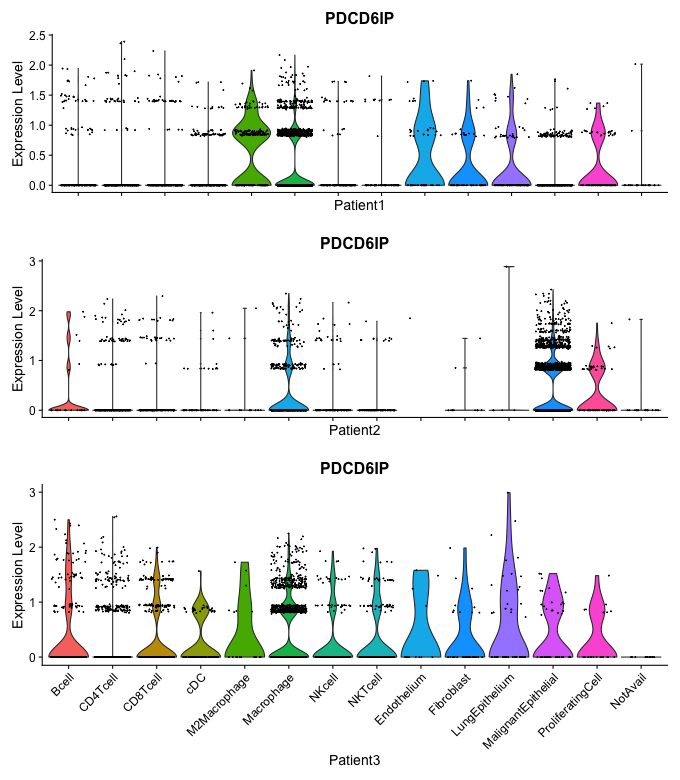 PDCD6IP
Expression Level
2.5
2.0
1.5
1.0
0.5
0.0
Patient1
PDCD6IP
Expression Level
3
2
1
0
Patient2
PDCD6IP
Expression Level
3
2
1
0
Bcell
CD4Tcell
CD8Tcell
cDC
M2Macrophage
Macrophage
NKcell
NKTcell
Endothelium
Fibroblast
LungEpithelium
MalignantEpithelial
ProliferatingCell
NotAvail
Patient3